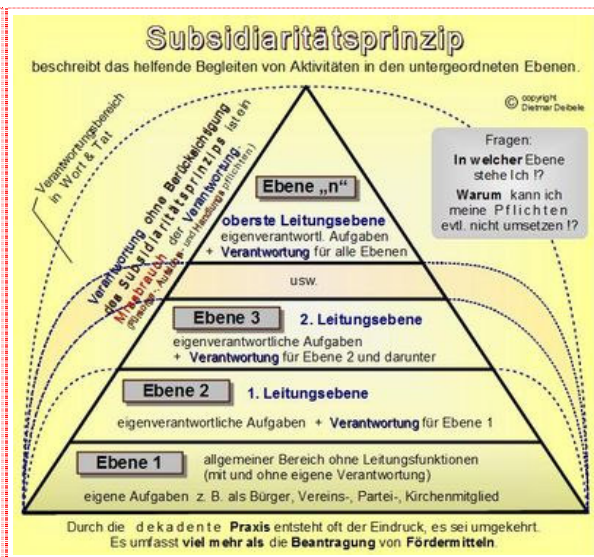 Subsidiaritätsprinzip
beschreibt das helfende Begleiten von Aktivitäten in den untergeordneten Ebenen.
© copyright
Dietmar Deibele
Verantwortungsbereich
in Wort & Tat
Verantwortung ohne Berücksichtigung
des Subsidiaritätsprinzips ist ein
Missbrauch der Verantwortung.
(Fürsorge-, Aufsichts- und Handlungspflichten)
Fragen:
In welcher Ebene
stehe Ich !?
Warum kann ich
meine Pflichten
evtl. nicht umsetzen !?
Ebene „n"
oberste Leitungsebene
eigenverantwortl. Aufgaben
+ Verantwortung für alle Ebenen
usw.
Ebene 3 2. Leitungsebene
eigenverantwortliche Aufgaben
+ Verantwortung für Ebene 2 und darunter
Ebene 2 1. Leitungsebene
eigenverantwortliche Aufgaben + Verantwortung für Ebene 1
Ebene 1 allgemeiner Bereich ohne Leitungsfunktionen
(mit und ohne eigene Verantwortung)
eigene Aufgaben z. B. als Bürger, Vereins-, Partei-, Kirchenmitglied
Durch die dekadente Praxis entsteht oft der Eindruck, es sei umgekehrt.
Es umfasst viel mehr als die Beantragung von Fördermitteln.